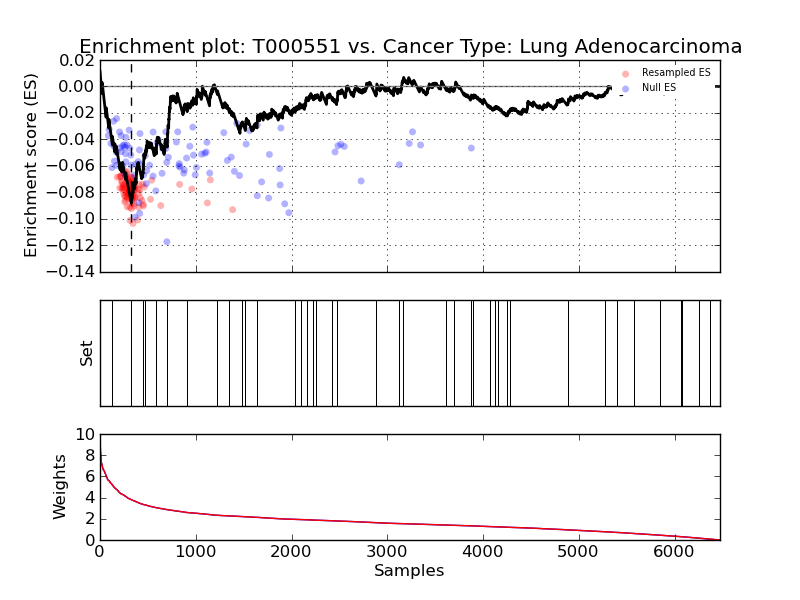 Enrichment plot: T000551 vs. Cancer Type: Lung Adenocarcinoma
0.02
0.00
−0.02
−0.04
−0.06
−0.08
−0.10
−0.12
−0.14
Enrichment score (ES)
Resampled ES
Null ES
Set
10
8
6
4
2
0
Weights
0 1000 2000 3000 4000 5000 6000
Samples